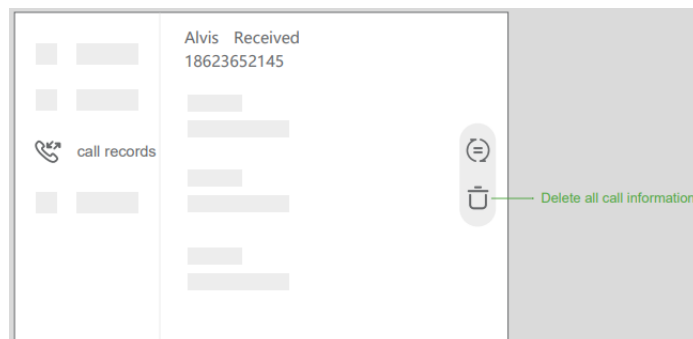 Alvis Received
18623652145
call records
Delete all call information